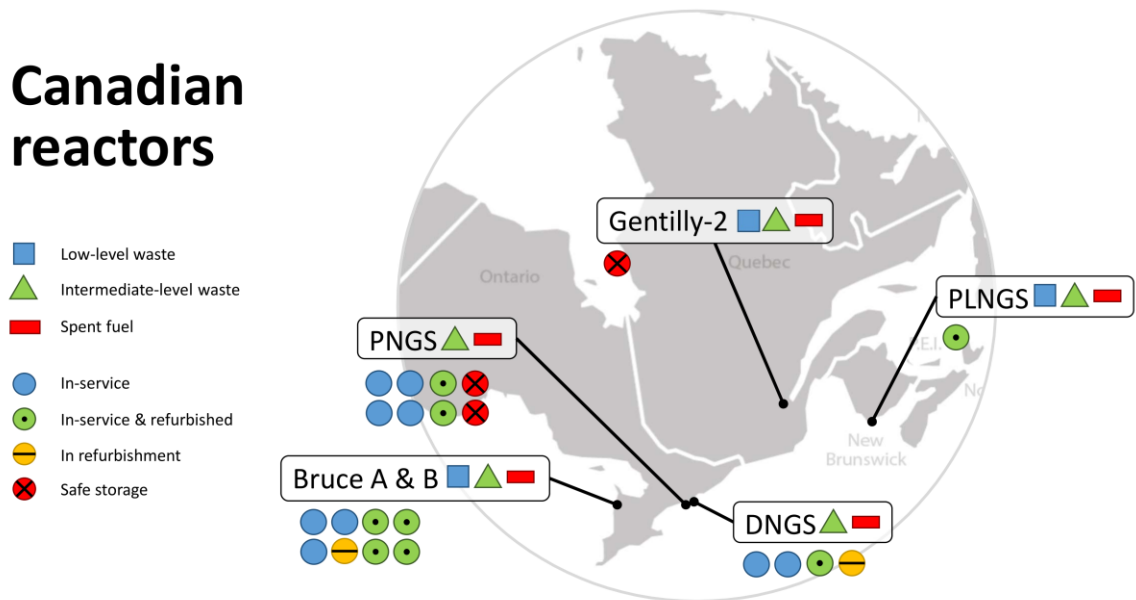 Canadian
reactors
Low-level waste
Intermediate-level waste
Spent fuel
In-service
In-service & refurbished
In refurbishment
Safe storage
Gentilly-2
Ontario
Quebec
PLNGS
P.E.I.
PNGS
New
Brunswick
Bruce A & B
DNGS